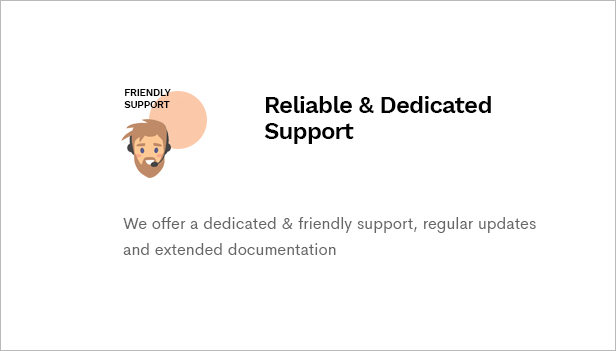 FRIENDLY
SUPPORT
Reliable & Dedicated
Support
We offer a dedicated & friendly support, regular updates
and extended documentation